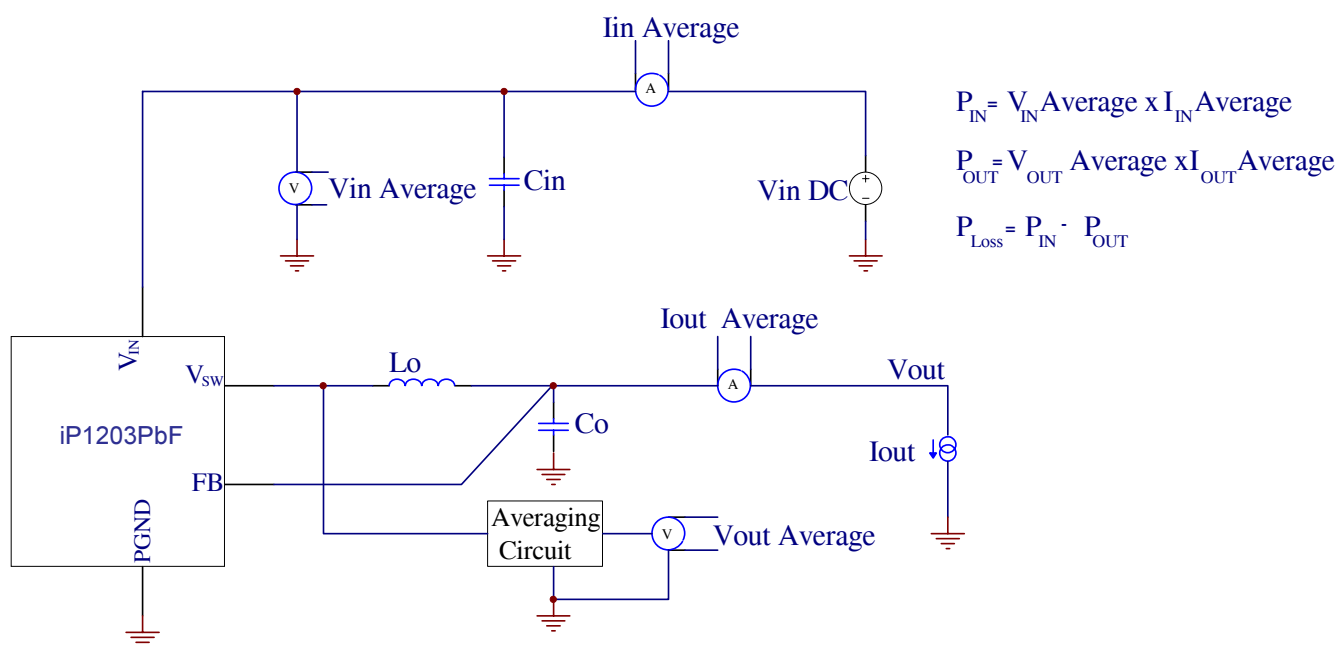 Iin Average
A
P_IN= V_IN Average x I_IN Average
V
Vin Average
Cin
Vin DC
+
−
P_OUT=V_OUT Average xI_OUT Average
P_Loss= P_IN - P_OUT
Iout Average
V_IN
V_SW
Lo
A
Vout
iP1203PbF
Co
Iout
FB
PGND
Averaging
Circuit
V
Vout Average